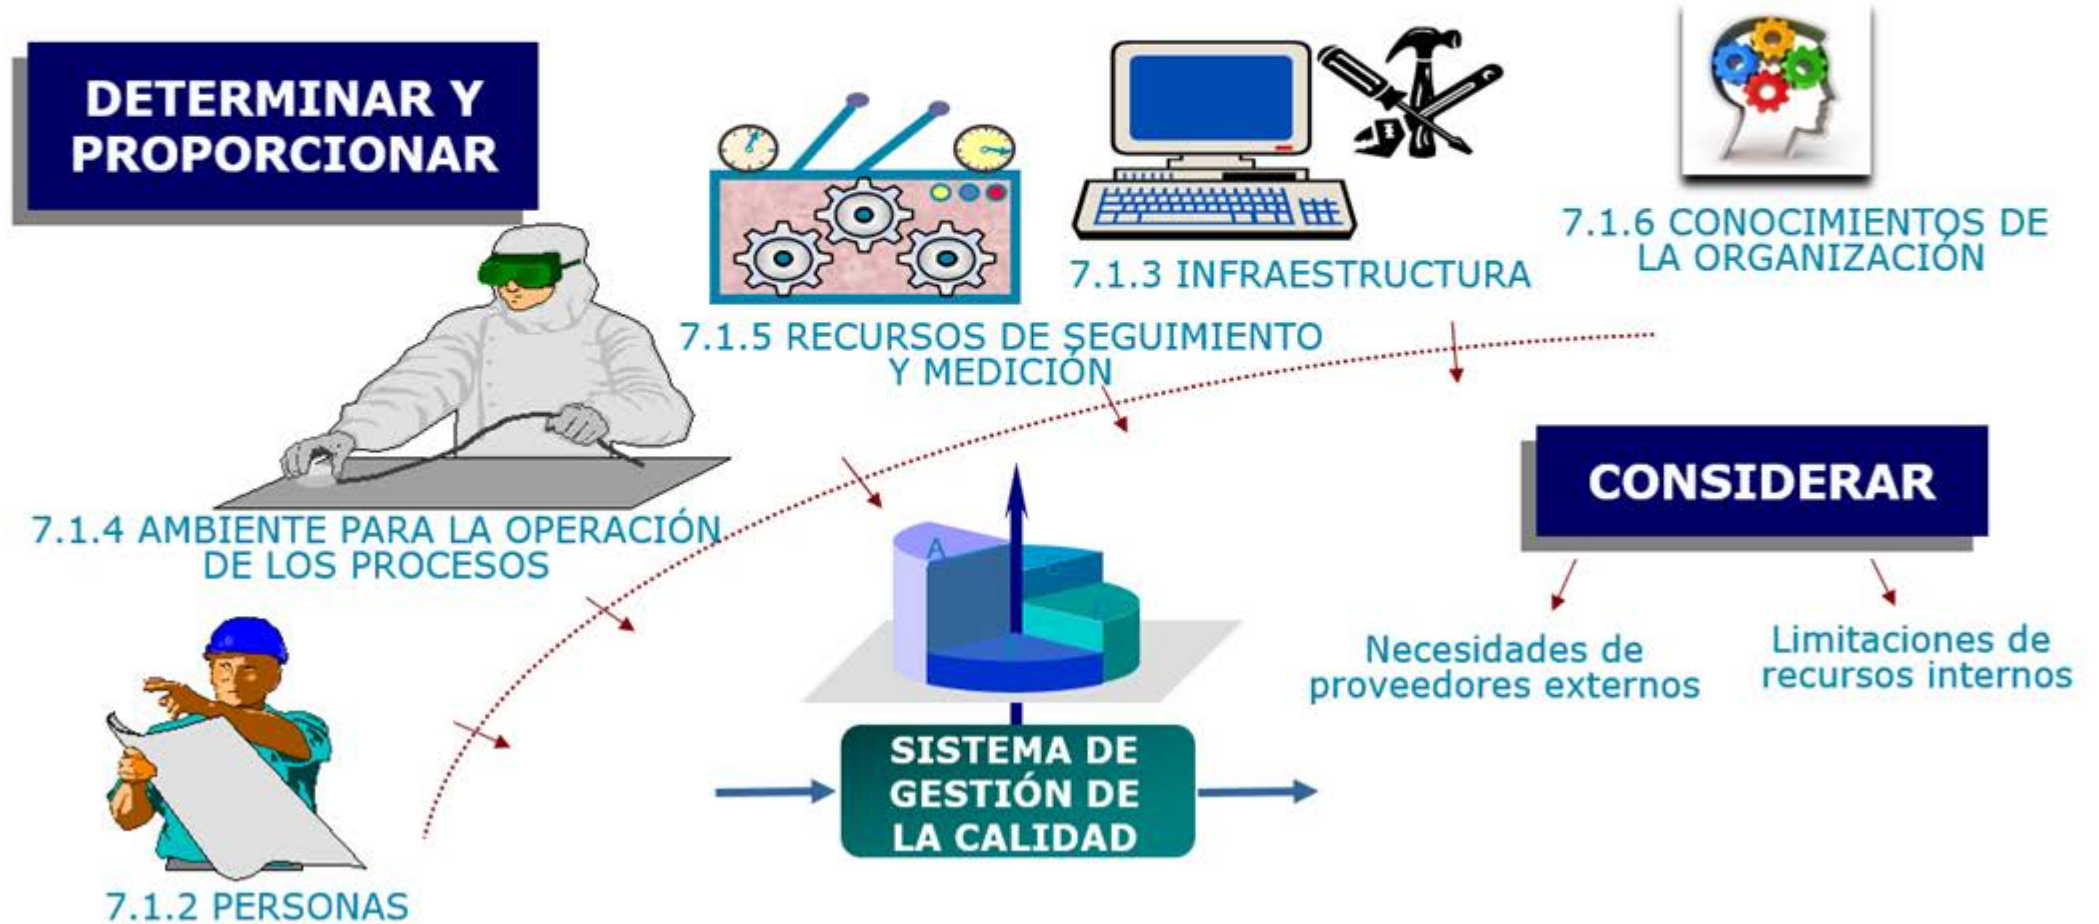 DETERMINAR Y
PROPORCIONAR
7.1.6 CONOCIMIENTOS DE
LA ORGANIZACIÓN
7.1.3 INFRAESTRUCTURA
7.1.5 RECURSOS DE SEGUIMIENTO
Y MEDICIÓN
CONSIDERAR
7.1.4 AMBIENTE PARA LA OPERACIÓN
DE LOS PROCESOS
A
Necesidades de
proveedores externos
Limitaciones de
recursos internos
SISTEMA DE
GESTIÓN DE
LA CALIDAD
7.1.2 PERSONAS